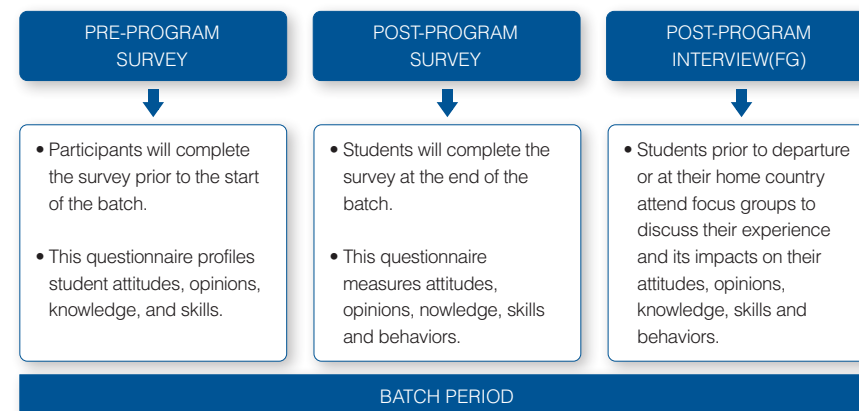 PRE-PROGRAM
SURVEY
• Participants will complete
the survey prior to the start
of the batch.
• This questionnaire profiles
student attitudes, opinions,
knowledge, and skills.
POST-PROGRAM
SURVEY
• Students will complete the
survey at the end of the
batch.
• This questionnaire
measures attitudes,
opinions, nowledge, skills
and behaviors.
POST-PROGRAM
INTERVIEW(FG)
• Students prior to departure
or at their home country
attend focus groups to
discuss their experience
and its impacts on their
attitudes, opinions,
knowledge, skills and
behaviors.
BATCH PERIOD